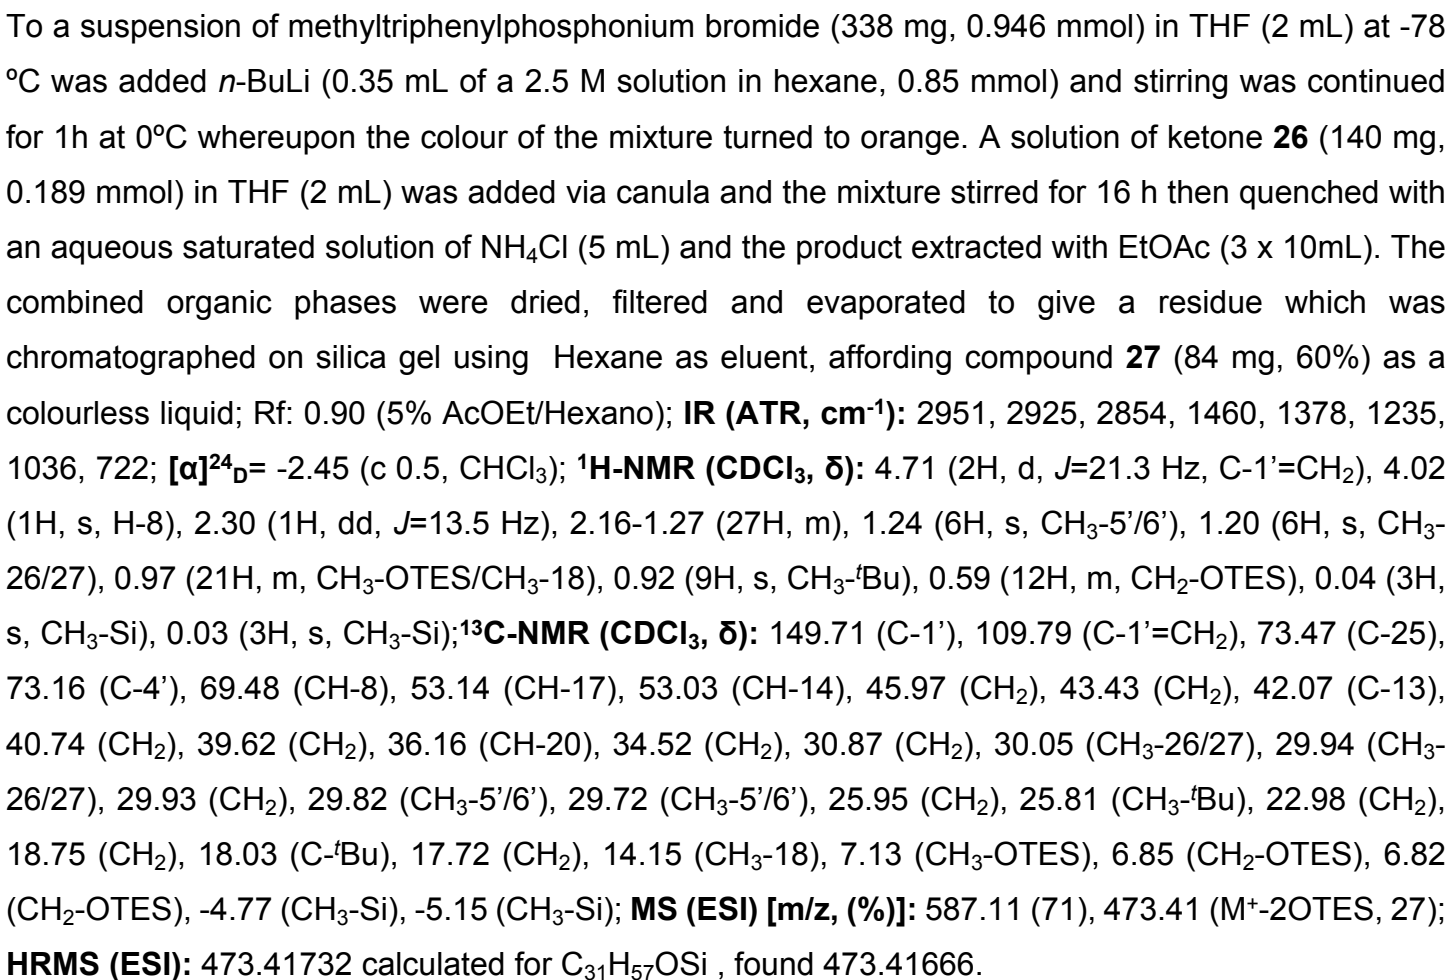 To a suspension of methyltriphenylphosphonium bromide (338 mg, 0.946 mmol) in THF (2 mL) at -78
ºC was added n-BuLi (0.35 mL of a 2.5 M solution in hexane, 0.85 mmol) and stirring was continued
for 1h at 0ºC whereupon the colour of the mixture turned to orange. A solution of ketone 26 (140 mg,
0.189 mmol) in THF (2 mL) was added via canula and the mixture stirred for 16 h then quenched with
an aqueous saturated solution of NH₄Cl (5 mL) and the product extracted with EtOAc (3 x 10mL). The
combined organic phases were dried, filtered and evaporated to give a residue which was
chromatographed on silica gel using Hexane as eluent, affording compound 27 (84 mg, 60%) as a
colourless liquid; Rf: 0.90 (5% AcOEt/Hexano); IR (ATR, cm⁻¹): 2951, 2925, 2854, 1460, 1378, 1235,
1036, 722; [α]²⁴D= -2.45 (c 0.5, CHCl₃); ¹H-NMR (CDCl₃, δ): 4.71 (2H, d, J=21.3 Hz, C-1’=CH₂), 4.02
(1H, s, H-8), 2.30 (1H, dd, J=13.5 Hz), 2.16-1.27 (27H, m), 1.24 (6H, s, CH₃-5’/6’), 1.20 (6H, s, CH₃-
26/27), 0.97 (21H, m, CH₃-OTES/CH₃-18), 0.92 (9H, s, CH₃-ᵗBu), 0.59 (12H, m, CH₂-OTES), 0.04 (3H,
s, CH₃-Si), 0.03 (3H, s, CH₃-Si);¹³C-NMR (CDCl₃, δ): 149.71 (C-1’), 109.79 (C-1’=CH₂), 73.47 (C-25),
73.16 (C-4’), 69.48 (CH-8), 53.14 (CH-17), 53.03 (CH-14), 45.97 (CH₂), 43.43 (CH₂), 42.07 (C-13),
40.74 (CH₂), 39.62 (CH₂), 36.16 (CH-20), 34.52 (CH₂), 30.87 (CH₂), 30.05 (CH₃-26/27), 29.94 (CH₃-
26/27), 29.93 (CH₂), 29.82 (CH₃-5’/6’), 29.72 (CH₃-5’/6’), 25.95 (CH₂), 25.81 (CH₃-ᵗBu), 22.98 (CH₂),
18.75 (CH₂), 18.03 (C-ᵗBu), 17.72 (CH₂), 14.15 (CH₃-18), 7.13 (CH₃-OTES), 6.85 (CH₂-OTES), 6.82
(CH₂-OTES), -4.77 (CH₃-Si), -5.15 (CH₃-Si); MS (ESI) [m/z, (%)]: 587.11 (71), 473.41 (M⁺-2OTES, 27);
HRMS (ESI): 473.41732 calculated for C₃₁H₅₇OSi , found 473.41666.